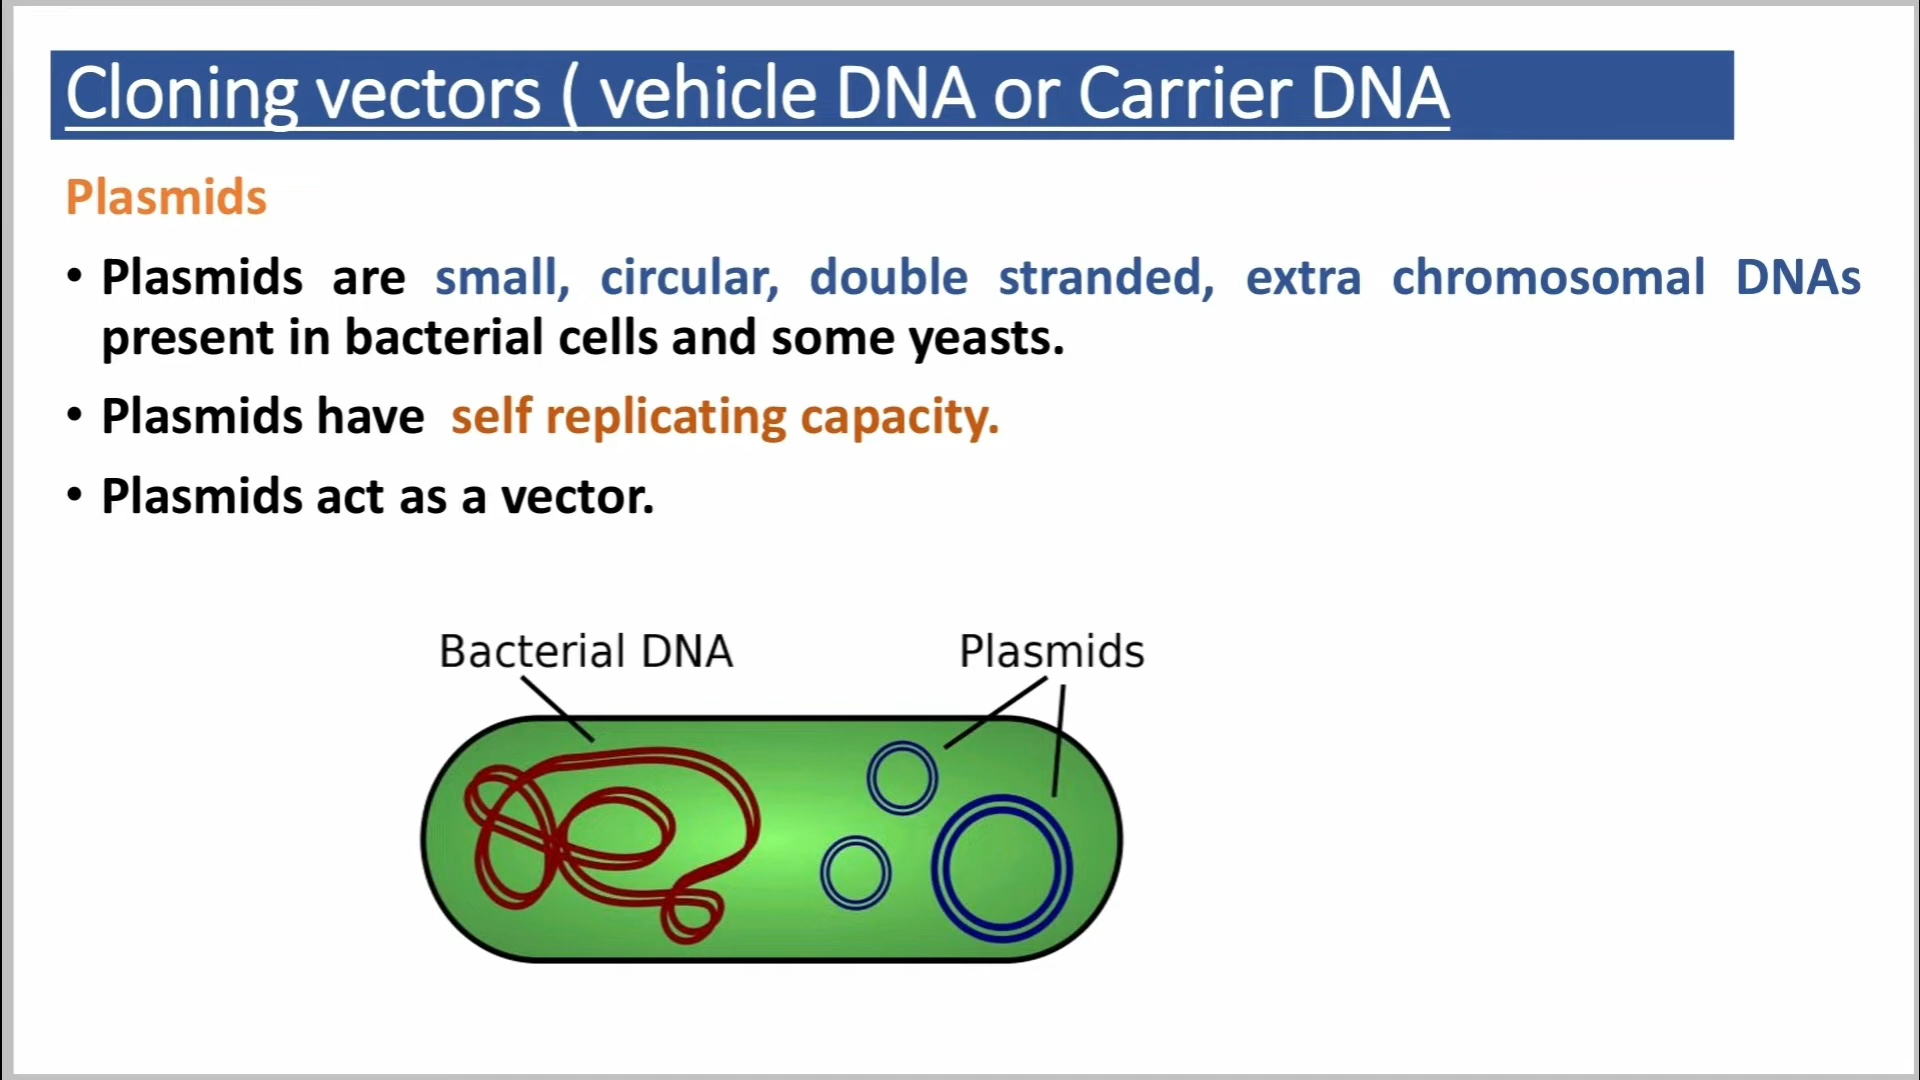 Cloning vectors ( vehicle DNA or Carrier DNA
Plasmids
• Plasmids are small, circular, double stranded, extra chromosomal DNAs
present in bacterial cells and some yeasts.
• Plasmids have self replicating capacity.
• Plasmids act as a vector.
Bacterial DNA
Plasmids